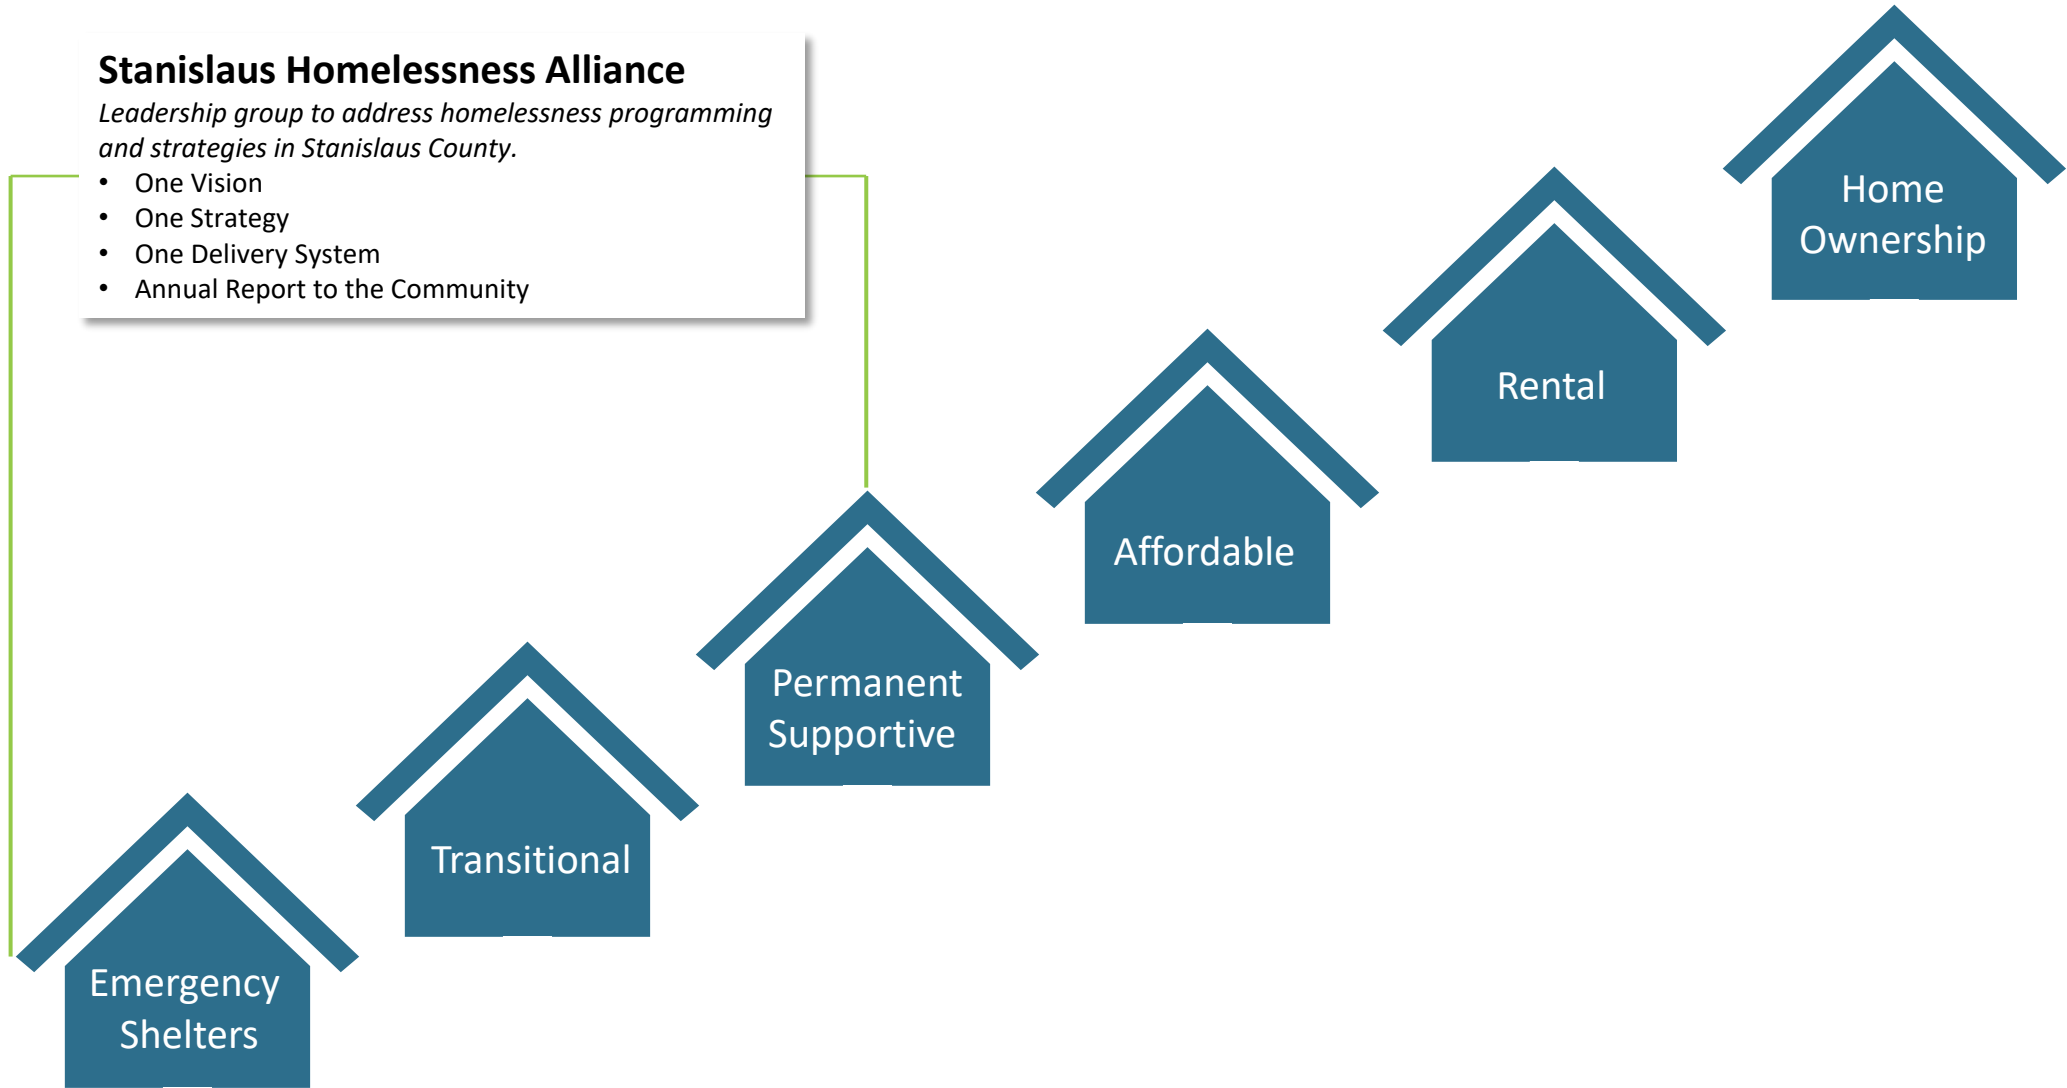 Stanislaus Homelessness Alliance
Leadership group to address homelessness programming
and strategies in Stanislaus County.
• One Vision
• One Strategy
• One Delivery System
• Annual Report to the Community
Emergency
Shelters
Transitional
Permanent
Supportive
Affordable
Rental
Home
Ownership